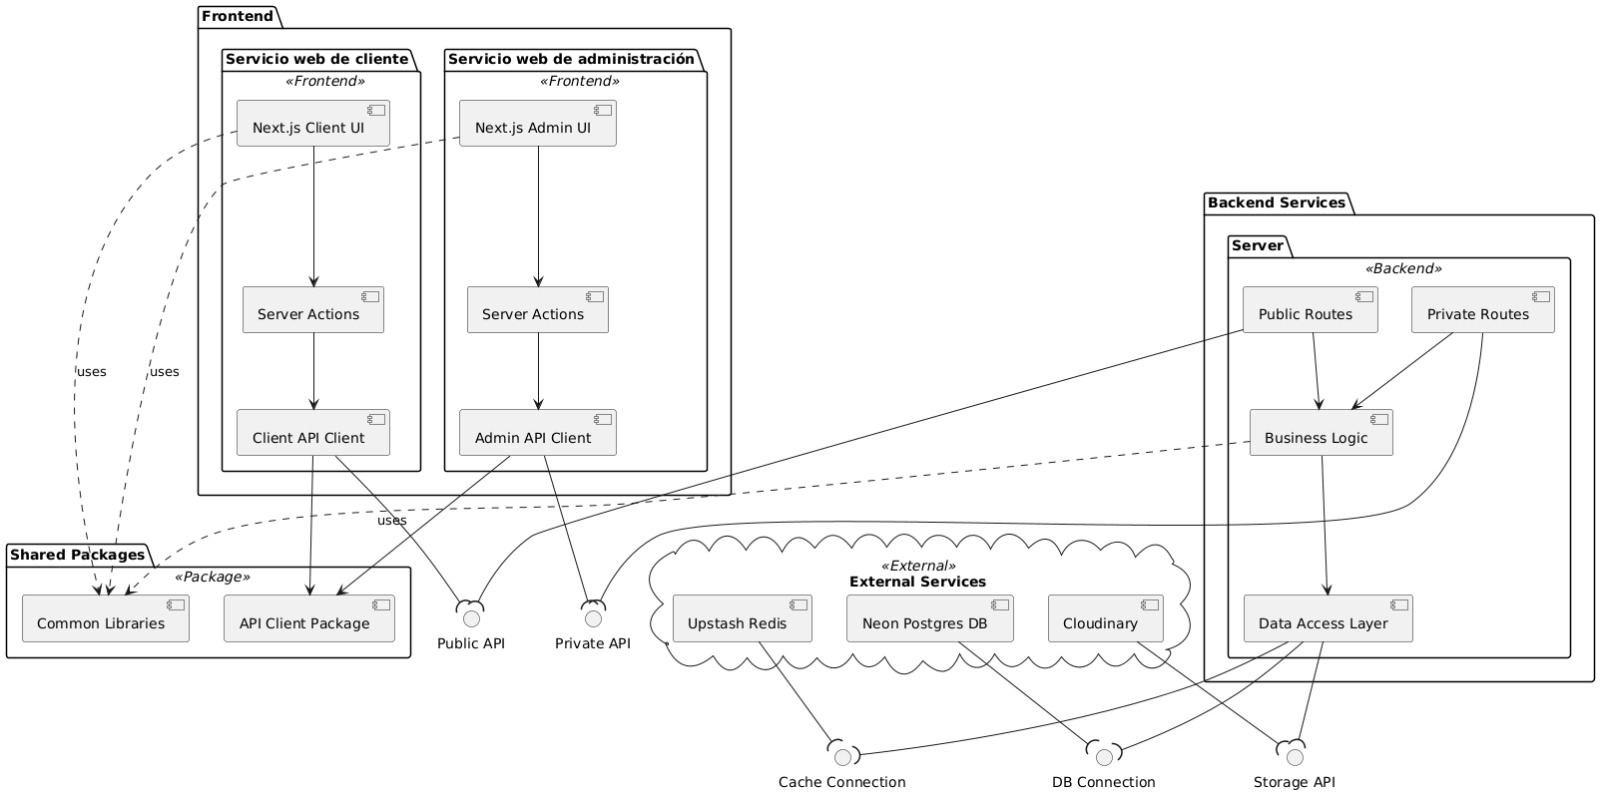 Frontend
Servicio web de cliente
«Frontend»
Next.js Client UI
Server Actions
Client API Client
Servicio web de administración
«Frontend»
Next.js Admin UI
Server Actions
Admin API Client
Backend Services
Server
«Backend»
Public Routes
Private Routes
Business Logic
Data Access Layer
uses
uses
uses
Shared Packages
«Package»
Common Libraries
API Client Package
Public API
Private API
«External»
External Services
Upstash Redis
Neon Postgres DB
Cloudinary
Cache Connection
DB Connection
Storage API